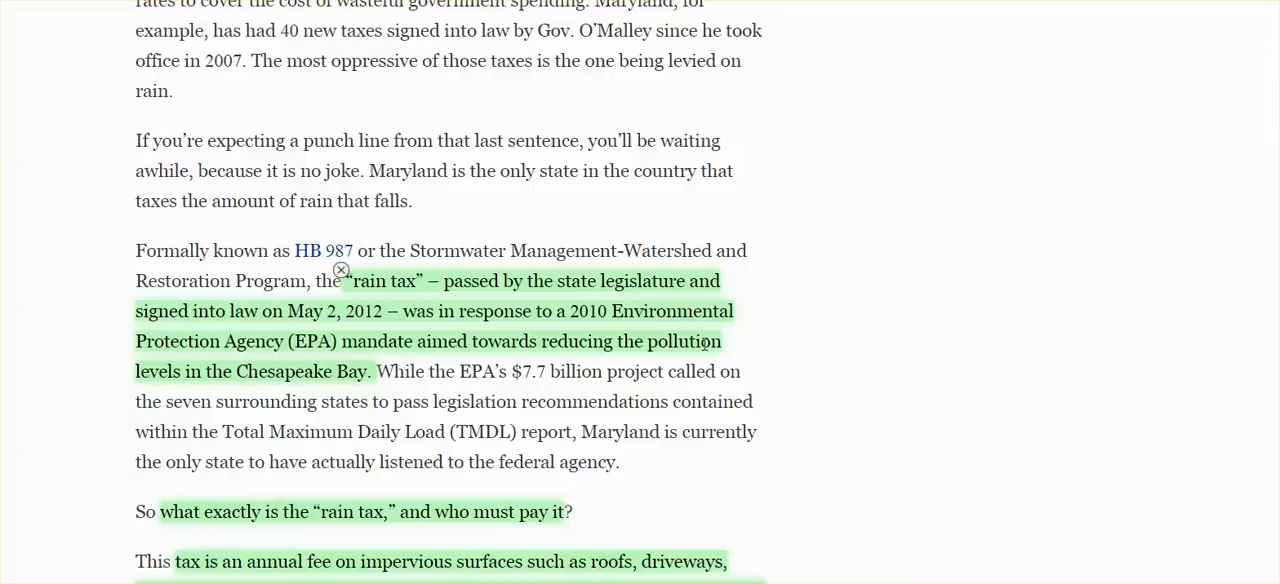 rates to cover the cost of wasteful government spending. Maryland, for
example, has had 40 new taxes signed into law by Gov. O’Malley since he took
office in 2007. The most oppressive of those taxes is the one being levied on
rain.
If you’re expecting a punch line from that last sentence, you’ll be waiting
awhile, because it is no joke. Maryland is the only state in the country that
taxes the amount of rain that falls.
Formally known as HB 987 or the Stormwater Management-Watershed and
Restoration Program, the “rain tax” – passed by the state legislature and
signed into law on May 2, 2012 – was in response to a 2010 Environmental
Protection Agency (EPA) mandate aimed towards reducing the pollution
levels in the Chesapeake Bay. While the EPA’s $7.7 billion project called on
the seven surrounding states to pass legislation recommendations contained
within the Total Maximum Daily Load (TMDL) report, Maryland is currently
the only state to have actually listened to the federal agency.
So what exactly is the “rain tax,” and who must pay it?
This tax is an annual fee on impervious surfaces such as roofs, driveways,